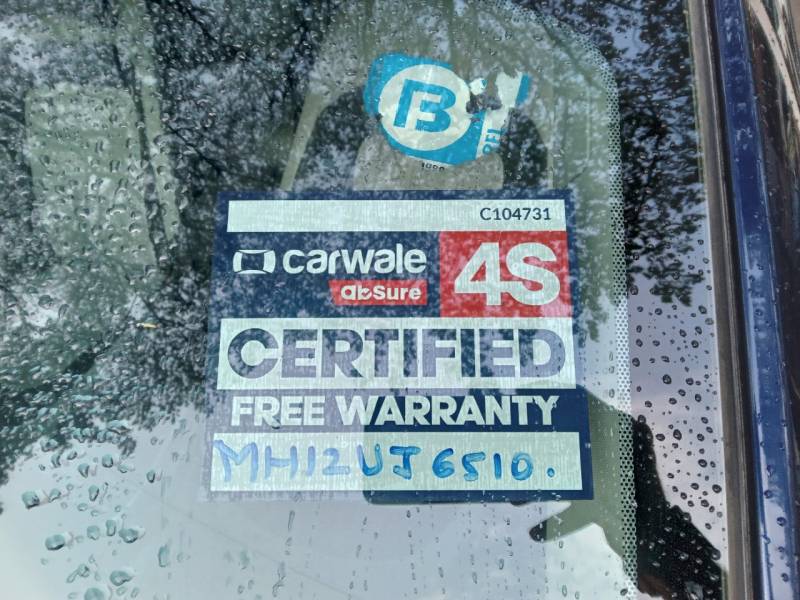 B
C104731
carwale
abSure
4S
CERTIFIED
FREE WARRANTY
MH12UJ6510.